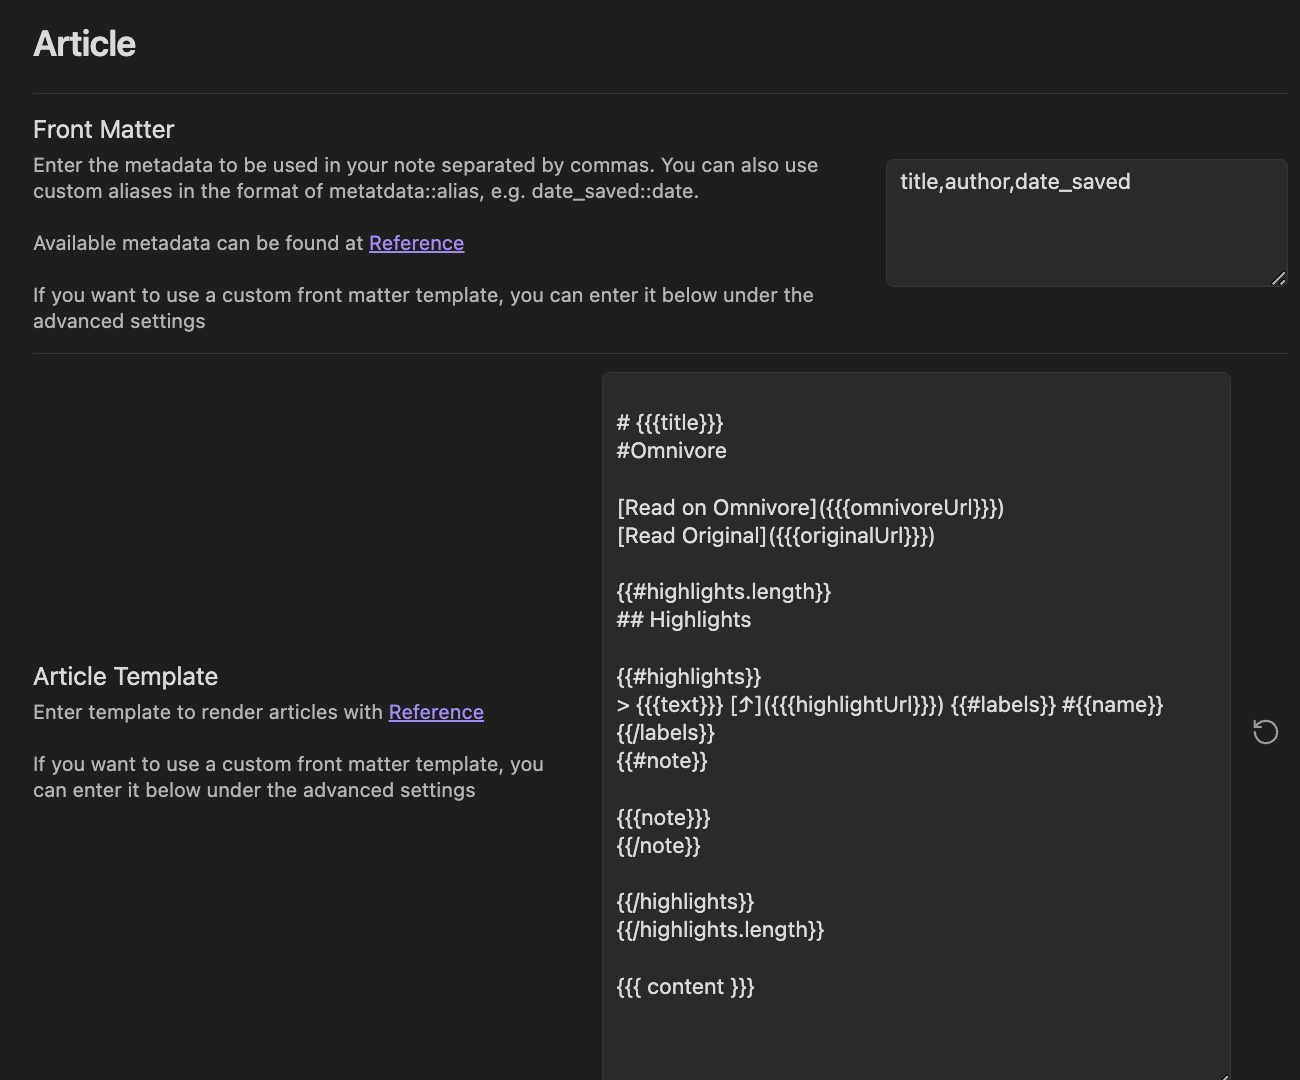 Article
Front Matter
Enter the metadata to be used in your note separated by commas. You can also use
custom aliases in the format of metatdata::alias, e.g. date_saved::date.
Available metadata can be found at Reference
If you want to use a custom front matter template, you can enter it below under the
advanced settings
title,author,date_saved
Article Template
Enter template to render articles with Reference
If you want to use a custom front matter template, you
can enter it below under the advanced settings
# {{{title}}}
#Omnivore
[Read on Omnivore]({{{omnivoreUrl}}})
[Read Original]({{{originalUrl}}})
{{#highlights.length}}
## Highlights
{{#highlights}}
> {{{text}}} [⤴]({{{highlightUrl}}}) {{#labels}} #{{name}}
{{/labels}}
{{#note}}
{{{note}}}
{{/note}}
{{/highlights}}
{{/highlights.length}}
{{{ content }}}